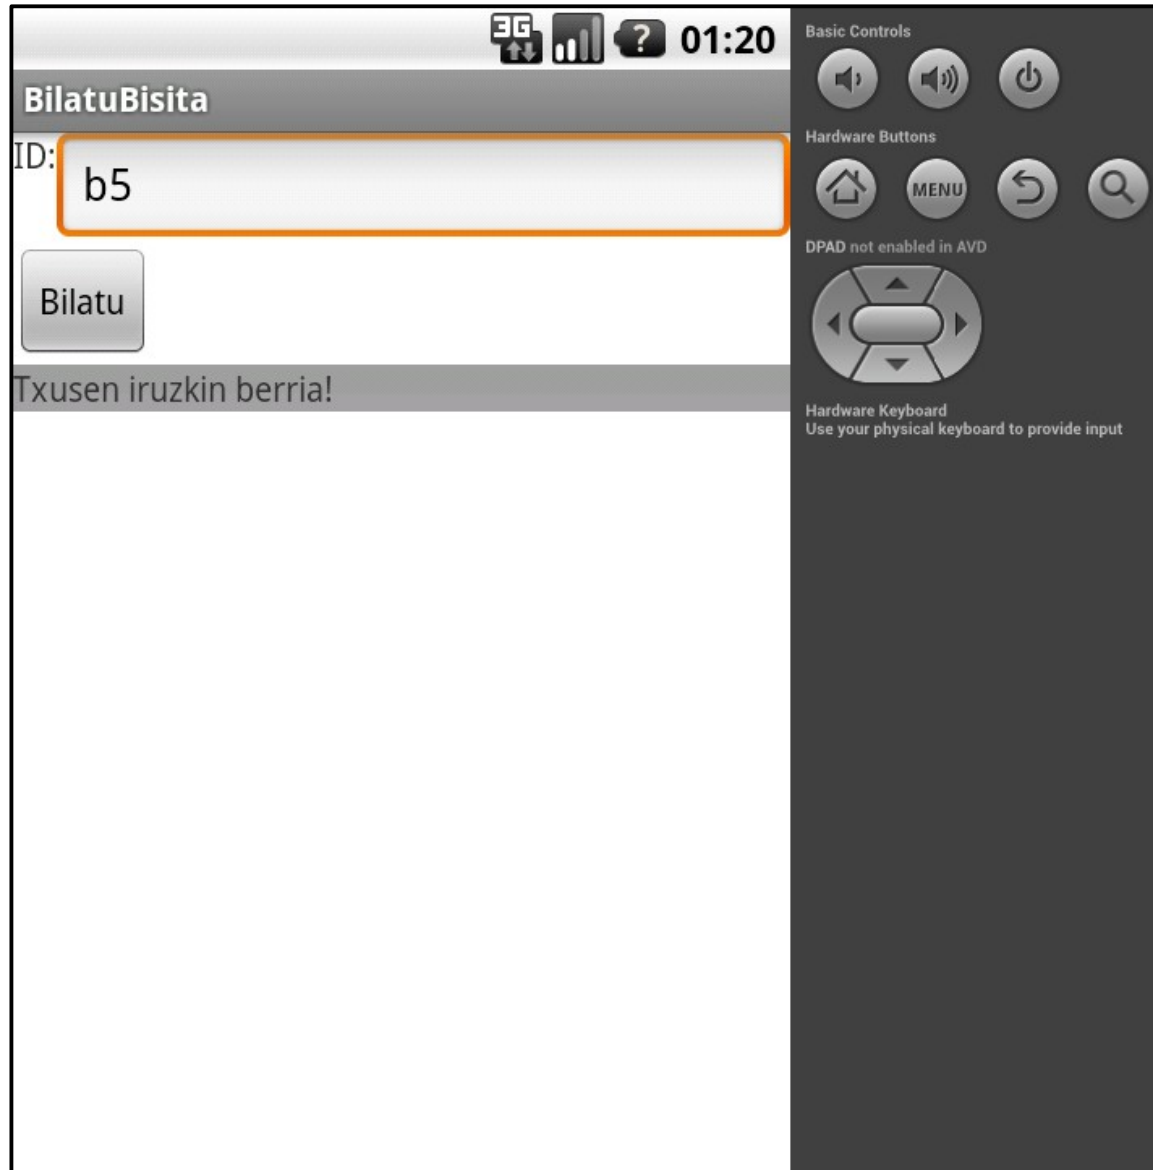 3G ? 01:20
BilatuBisita
ID: b5
Bilatu
Txusen iruzkin berria!
Basic Controls
Hardware Buttons
MENU
DPAD not enabled in AVD
Hardware Keyboard
Use your physical keyboard to provide input